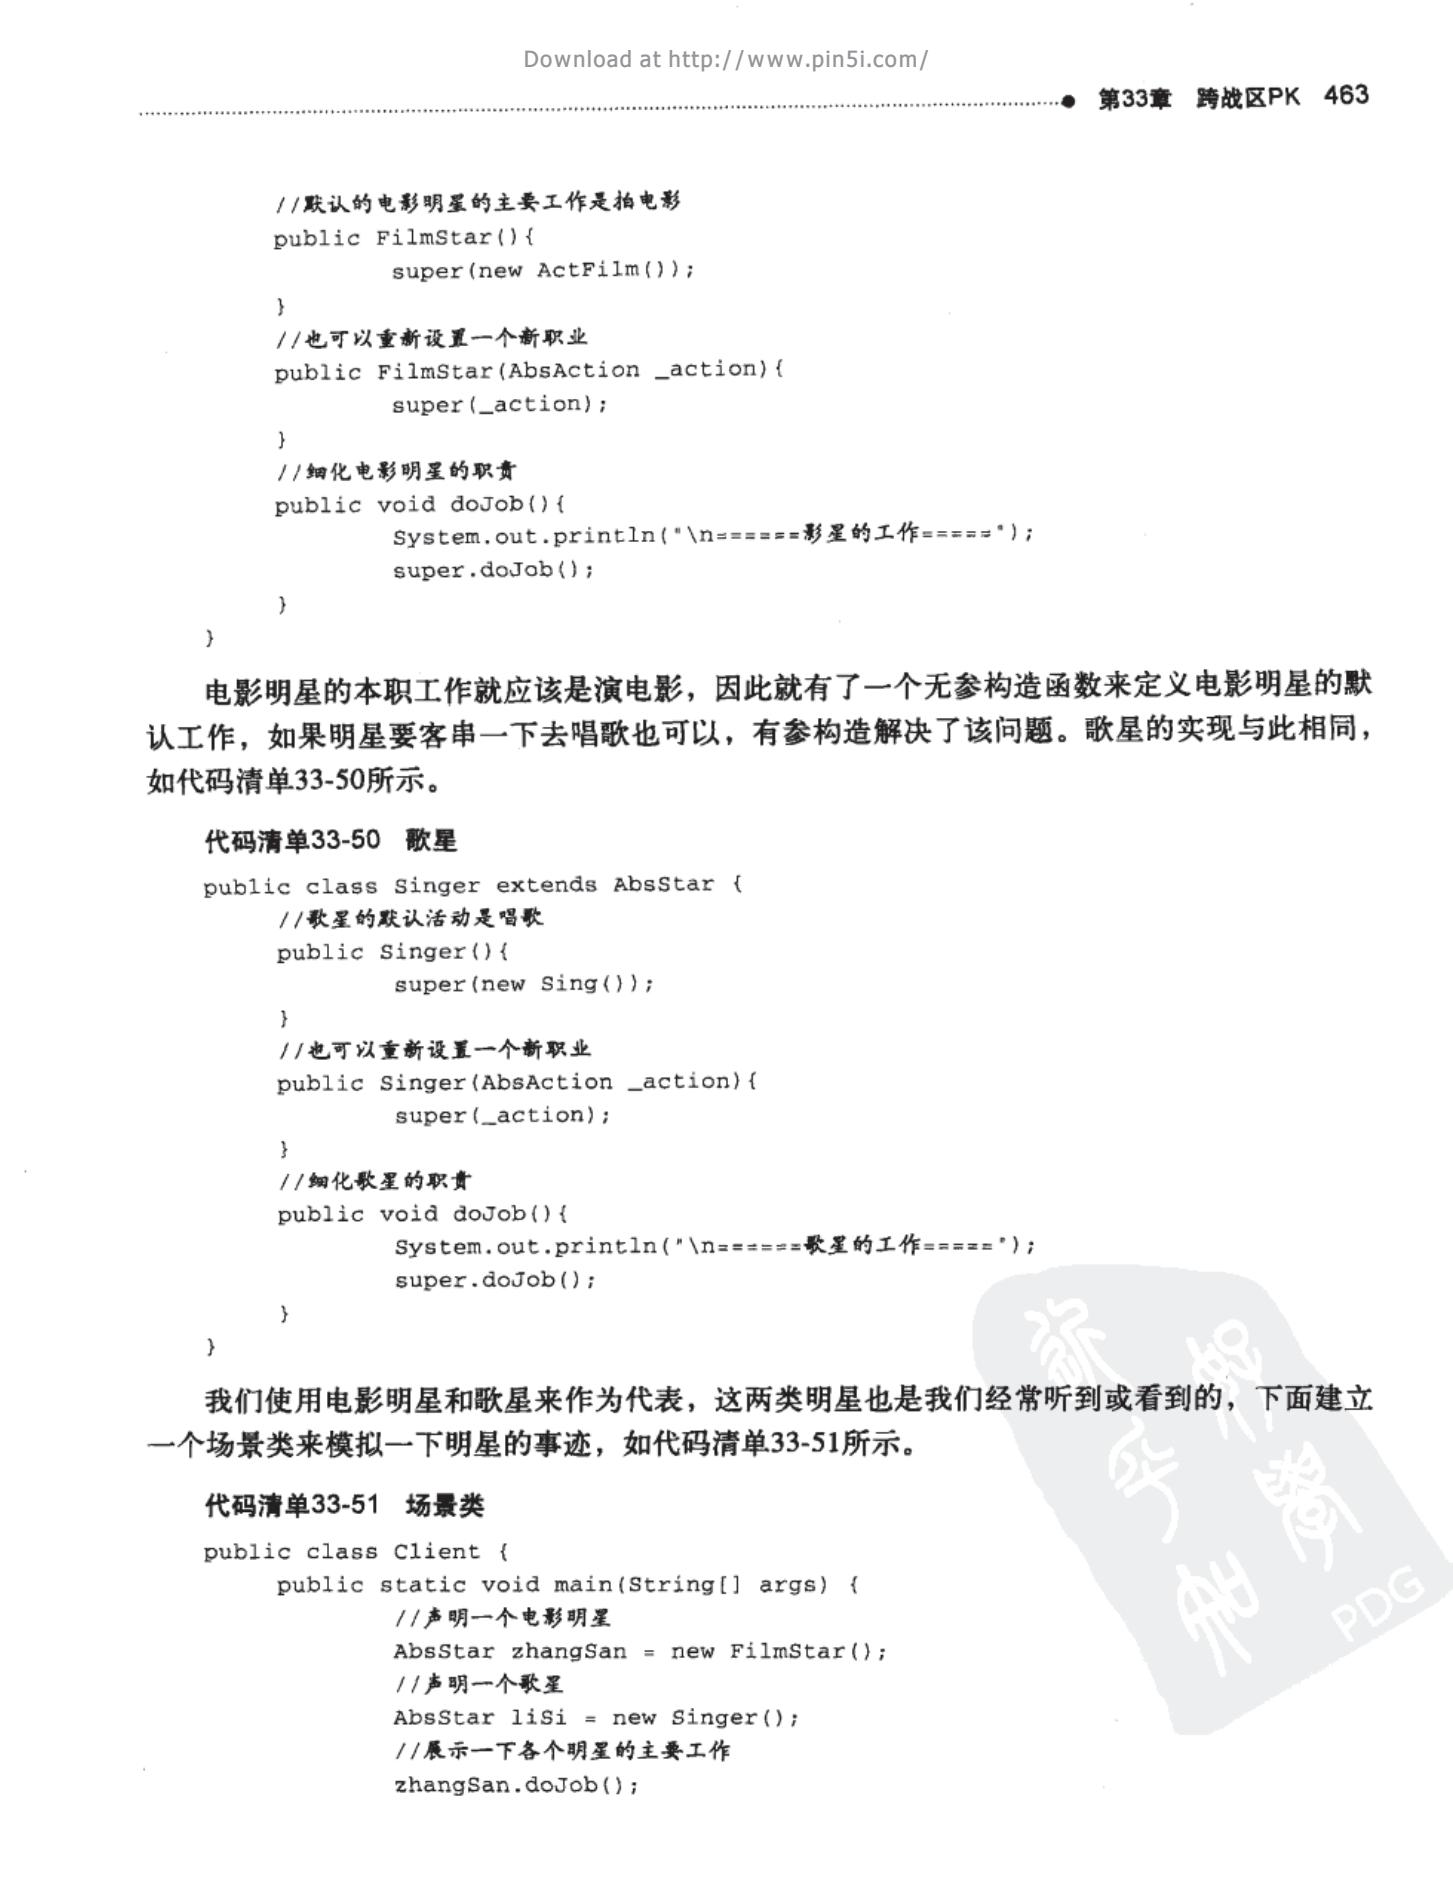 Download at http://www.pin5i.com/
第33章 跨战区PK 463
//默认的电影明星的主要工作是拍电影
public FilmStar(){
super(new ActFilm());
}
//也可以重新设置一个新职业
public FilmStar(AbsAction _action){
super(_action);
}
//细化电影明星的职责
public void doJob(){
System.out.println("\n======影星的工作=====");
super.doJob();
}
}
电影明星的本职工作就应该是演电影，因此就有了一个无参构造函数来定义电影明星的默
认工作，如果明星要客串一下去唱歌也可以，有参构造解决了该问题。歌星的实现与此相同，
如代码清单33-50所示。
代码清单33-50 歌星
public class Singer extends AbsStar {
//歌星的默认活动是唱歌
public Singer(){
super(new Sing());
}
//也可以重新设置一个新职业
public Singer(AbsAction _action){
super(_action);
}
//细化歌星的职责
public void doJob(){
System.out.println("\n======歌星的工作=====");
super.doJob();
}
}
我们使用电影明星和歌星来作为代表，这两类明星也是我们经常听到或看到的，下面建立
一个场景类来模拟一下明星的事迹，如代码清单33-51所示。
代码清单33-51 场景类
public class Client {
public static void main(String[] args) {
//声明一个电影明星
AbsStar zhangSan = new FilmStar();
//声明一个歌星
AbsStar liSi = new Singer();
//展示一下各个明星的主要工作
zhangSan.doJob();
PDG